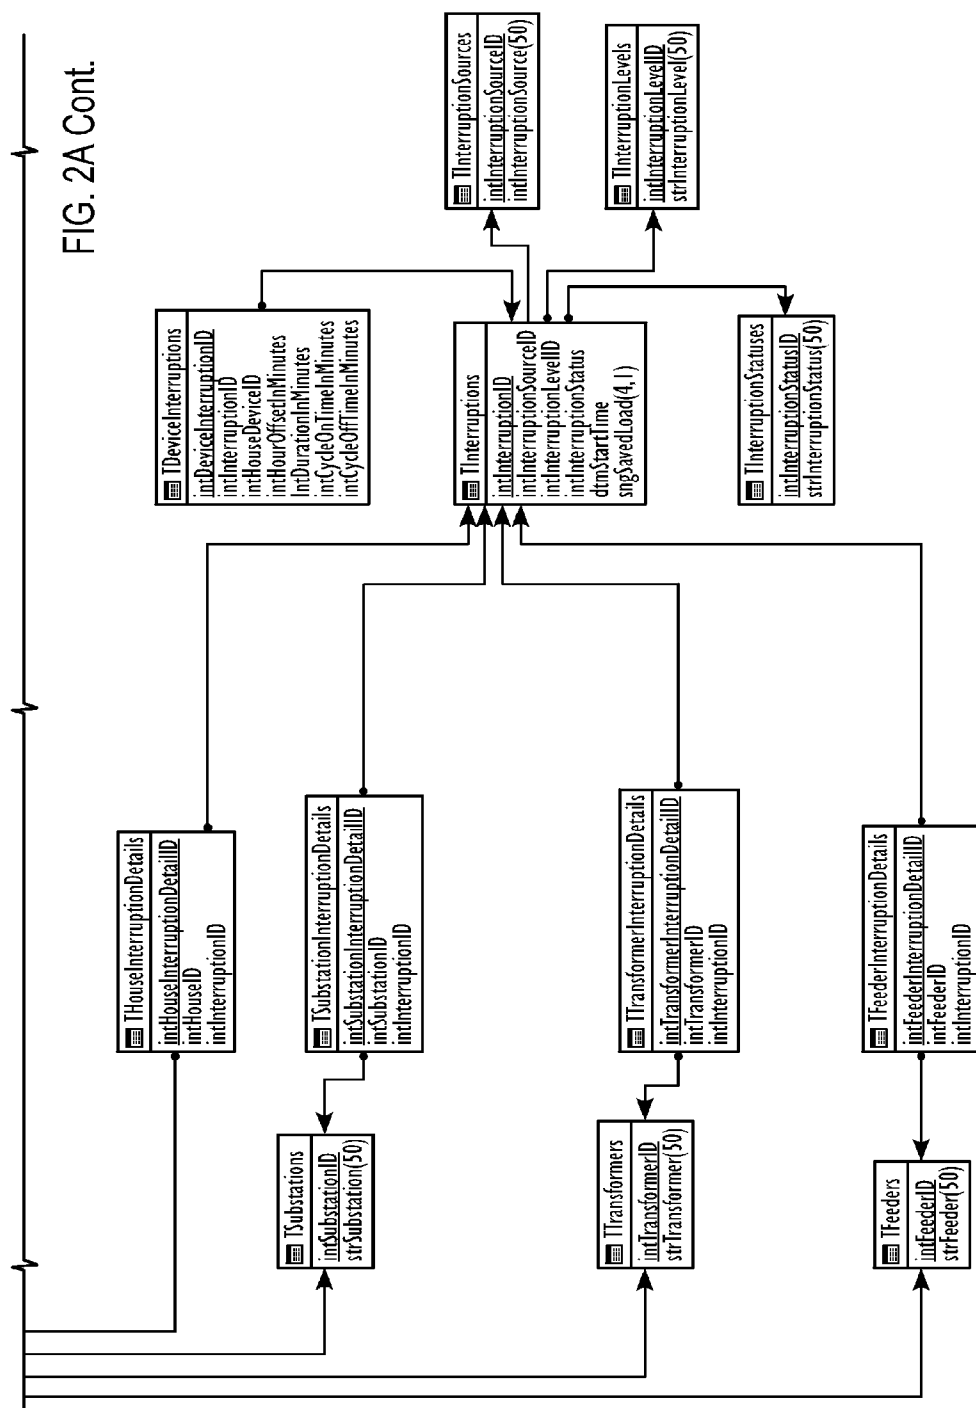 FIG. 2A Cont.
THouseInterruptionDetails
intHouseInterruptionDetailID
intHouseID
intInterruptionID
TDeviceInterruptions
intDeviceInterruptionID
intInterruptionID
intHouseDeviceID
intHourOffsetInMinutes
IntDurationInMinutes
intCycleOnTimeInMinutes
intCycleOffTimeInMinutes
TSubstations
intSubstationID
strSubstation(50)
TSubstationInterruptionDetails
intSubstationInterruptionDetailID
intSubstationID
intInterruptionID
TInterruptions
intInterruptionID
intInterruptionSourceID
intInterruptionLevelID
intInterruptionStatus
dtmStartTime
sngSavedLoad(4,1)
TInterruptionSources
intInterruptionSourceID
intInterruptionSource(50)
TInterruptionLevels
intInterruptionLevelID
strInterruptionLevel(50)
TTransformers
intTransformerID
strTransformer(50)
TTransformerInterruptionDetails
intTransformerInterruptionDetailID
intTransformerID
intInterruptionID
TInterruptionStatuses
intInterruptionStatusID
strInterruptionStatus(50)
TFeeders
intFeederID
strFeeder(50)
TFeederInterruptionDetails
intFeederInterruptionDetailID
intFeederID
intInterruptionID